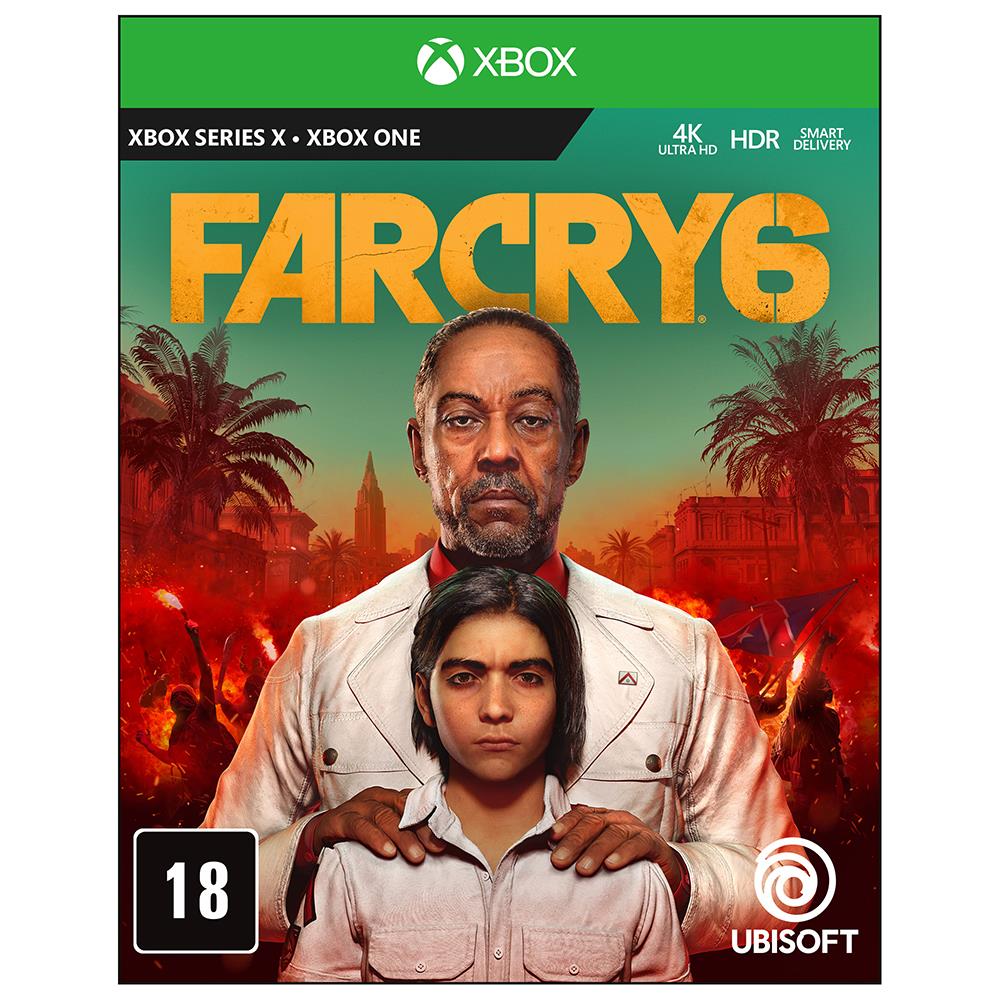 XBOX
XBOX SERIES X • XBOX ONE
4K
ULTRA HD
HDR
SMART
DELIVERY
FARCRY6
®
18
UBISOFT